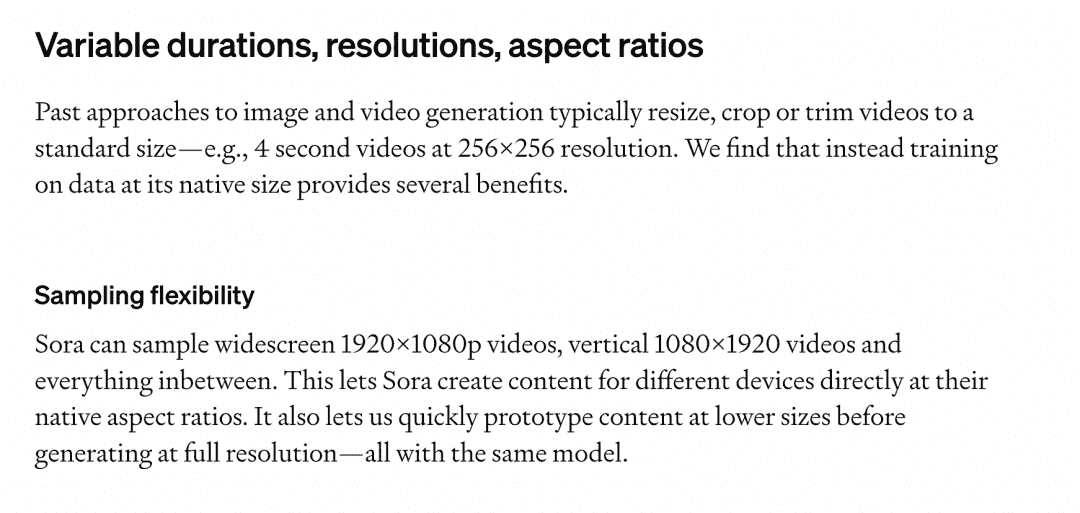 Variable durations, resolutions, aspect ratios
Past approaches to image and video generation typically resize, crop or trim videos to a
standard size—e.g., 4 second videos at 256×256 resolution. We find that instead training
on data at its native size provides several benefits.
Sampling flexibility
Sora can sample widescreen 1920×1080p videos, vertical 1080×1920 videos and
everything inbetween. This lets Sora create content for different devices directly at their
native aspect ratios. It also lets us quickly prototype content at lower sizes before
generating at full resolution—all with the same model.